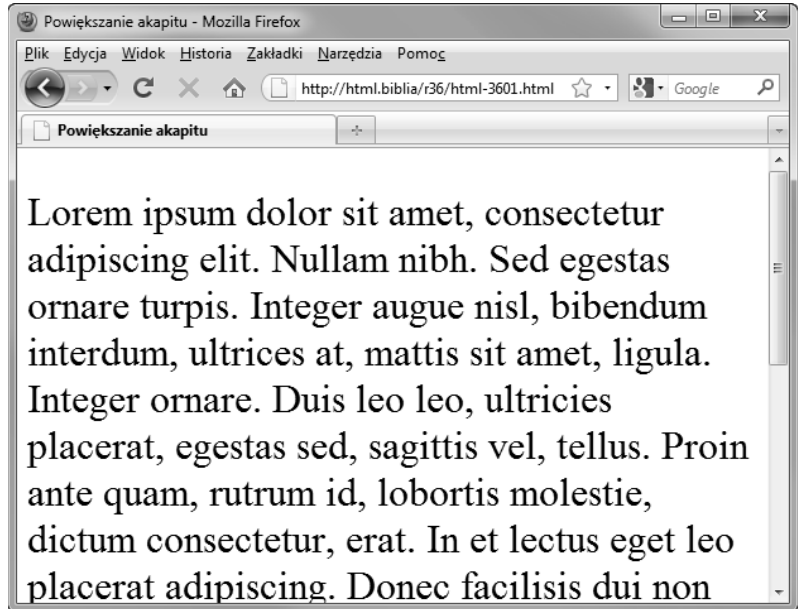 Powiększanie akapitu - Mozilla Firefox
Plik Edycja Widok Historia Zakładki Narzędzia Pomoc
http://html.biblia/r36/html-3601.html Google
Powiększanie akapitu
Lorem ipsum dolor sit amet, consectetur
adipiscing elit. Nullam nibh. Sed egestas
ornare turpis. Integer augue nisl, bibendum
interdum, ultrices at, mattis sit amet, ligula.
Integer ornare. Duis leo leo, ultricies
placerat, egestas sed, sagittis vel, tellus. Proin
ante quam, rutrum id, lobortis molestie,
dictum consectetur, erat. In et lectus eget leo
placerat adipiscing. Donec facilisis dui non